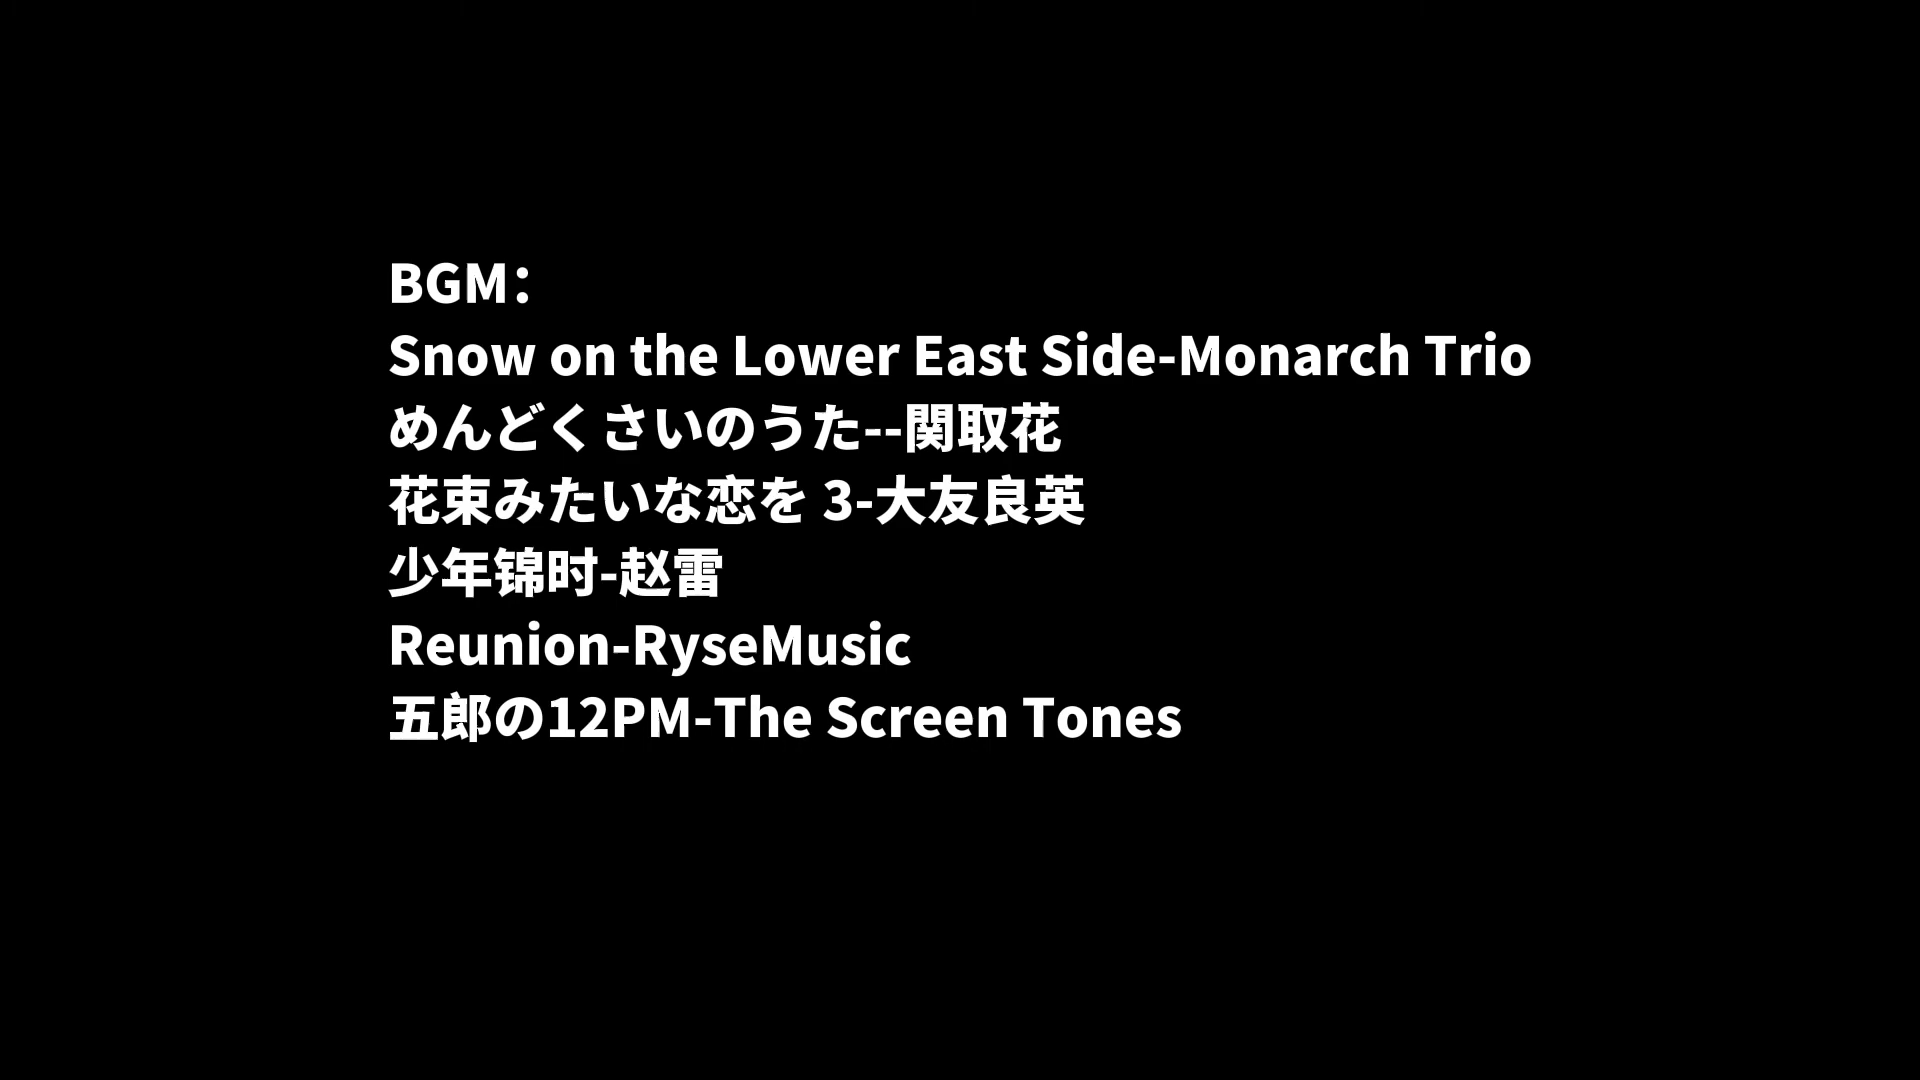 BGM：
Snow on the Lower East Side-Monarch Trio
めんどくさいのうた--関取花
花束みたいな恋を 3-大友良英
少年锦时-赵雷
Reunion-RyseMusic
五郎の12PM-The Screen Tones